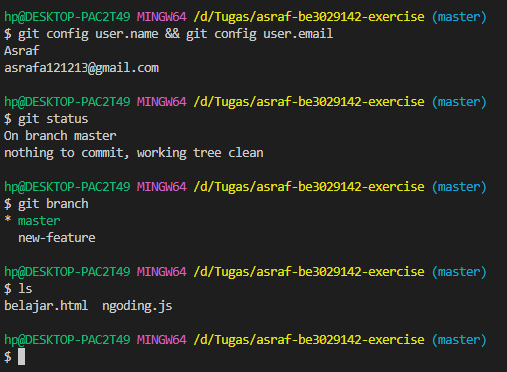 hp@DESKTOP-PAC2T49 MINGW64 /d/Tugas/asraf-be3029142-exercise (master)
$ git config user.name && git config user.email
Asraf
asrafa121213@gmail.com
hp@DESKTOP-PAC2T49 MINGW64 /d/Tugas/asraf-be3029142-exercise (master)
$ git status
On branch master
nothing to commit, working tree clean
hp@DESKTOP-PAC2T49 MINGW64 /d/Tugas/asraf-be3029142-exercise (master)
$ git branch
* master
  new-feature
hp@DESKTOP-PAC2T49 MINGW64 /d/Tugas/asraf-be3029142-exercise (master)
$ ls
belajar.html  ngoding.js
hp@DESKTOP-PAC2T49 MINGW64 /d/Tugas/asraf-be3029142-exercise (master)
$